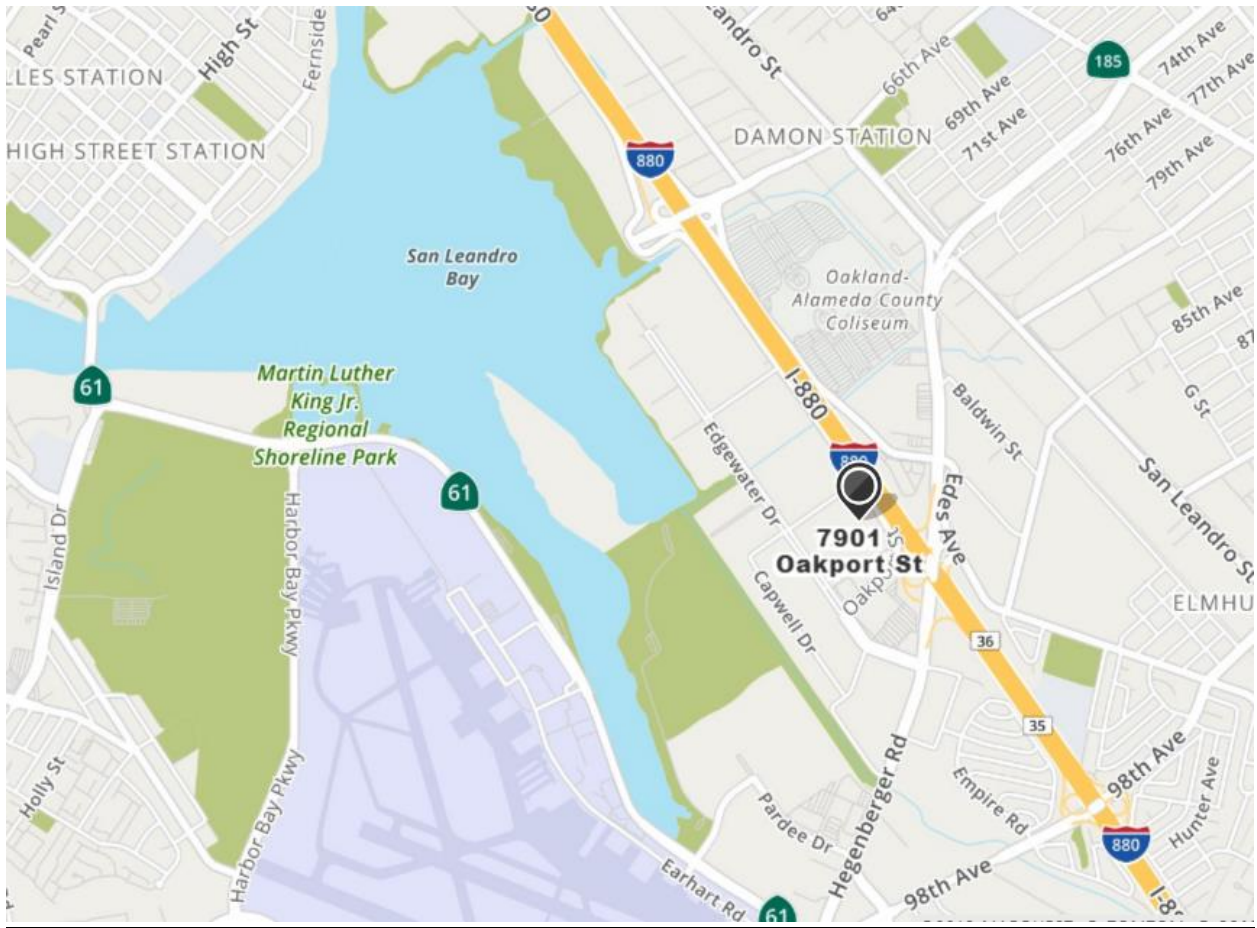 Pearl S
High St
Fernside
LLES STATION
HIGH STREET STATION
San Leandro
Bay
61
Martin Luther
King Jr.
Regional
Shoreline Park
61
Island Dr
Harbor Bay Pkwy
Harbor Bay Pkwy
Holly St
880
eandro St
66th Ave
69th Ave
71st Ave
185
74th Ave
77th Ave
76th Ave
79th Ave
DAMON STATION
Oakland-
Alameda County
Coliseum
I-880
85th Ave
G St
Baldwin St
San Leandro St
Edgewater Dr
Edes Ave
880
7901
Oakport St
Capwell Dr
ELMHU
36
35
Hegenberger Rd
Empire Rd
98th Ave
98th Ave
Hunter Ave
880
Pardee Dr
Earhart Rd
61